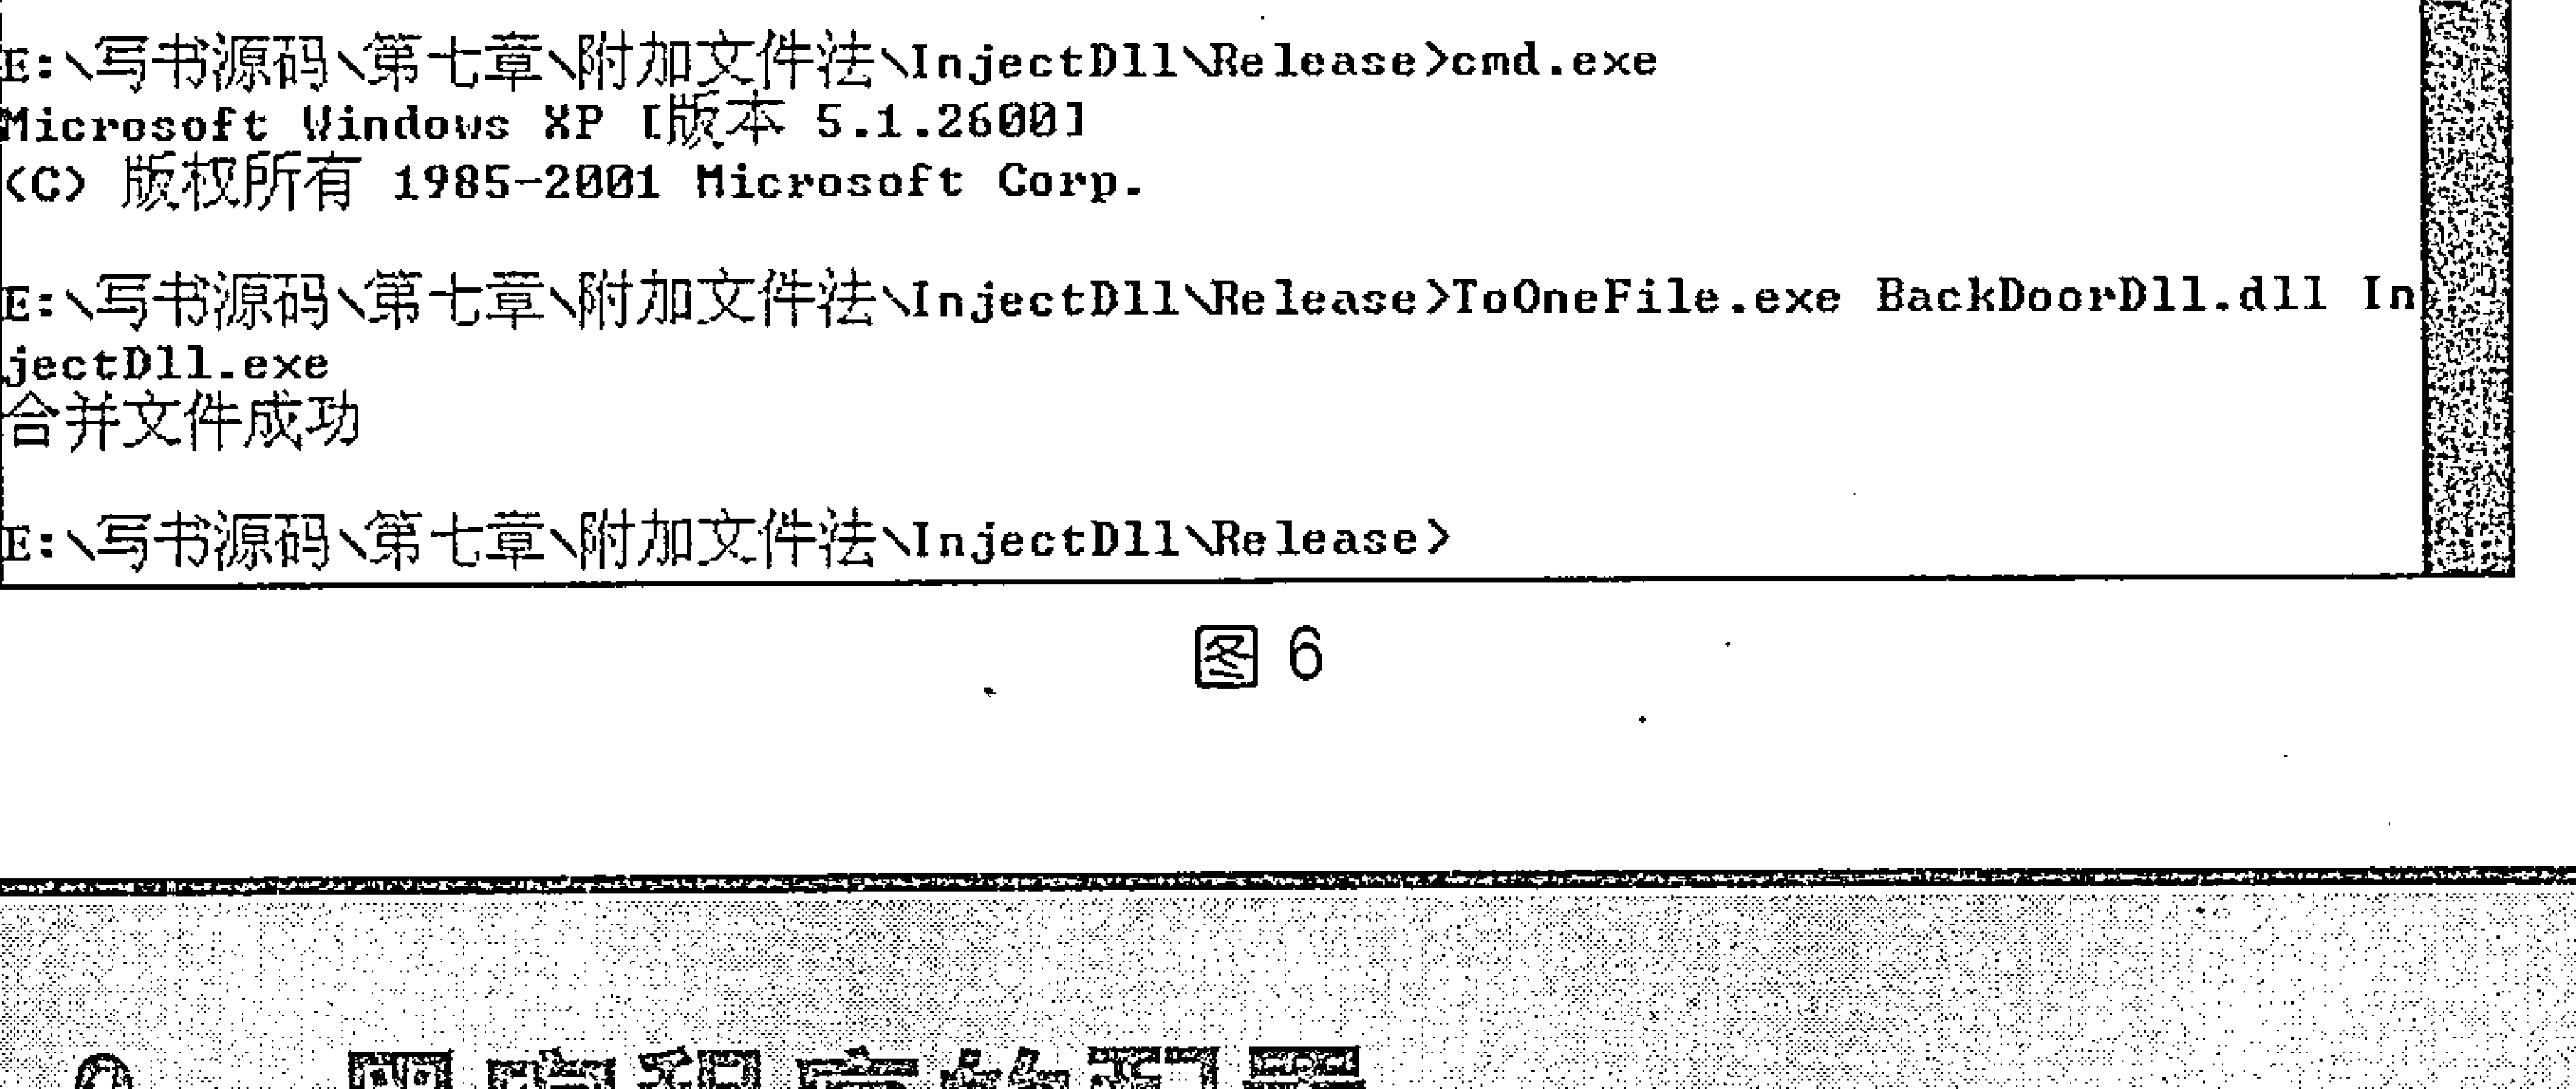 E:\写书源码\第七章\附加文件法\InjectDll\Release>cmd.exe
Microsoft Windows XP [版本 5.1.2600]
(C) 版权所有 1985-2001 Microsoft Corp.
E:\写书源码\第七章\附加文件法\InjectDll\Release>ToOneFile.exe BackDoorDll.dll In
jectDll.exe
合并文件成功
E:\写书源码\第七章\附加文件法\InjectDll\Release>
图 6